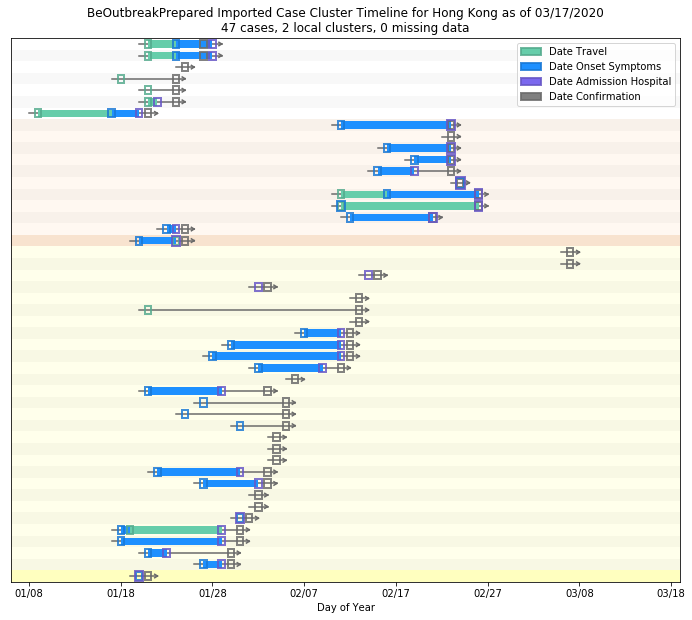 BeOutbreakPrepared Imported Case Cluster Timeline for Hong Kong as of 03/17/2020
47 cases, 2 local clusters, 0 missing data
Date Travel
Date Onset Symptoms
Date Admission Hospital
Date Confirmation
01/08 01/18 01/28 02/07 02/17 02/27 03/08 03/18
Day of Year